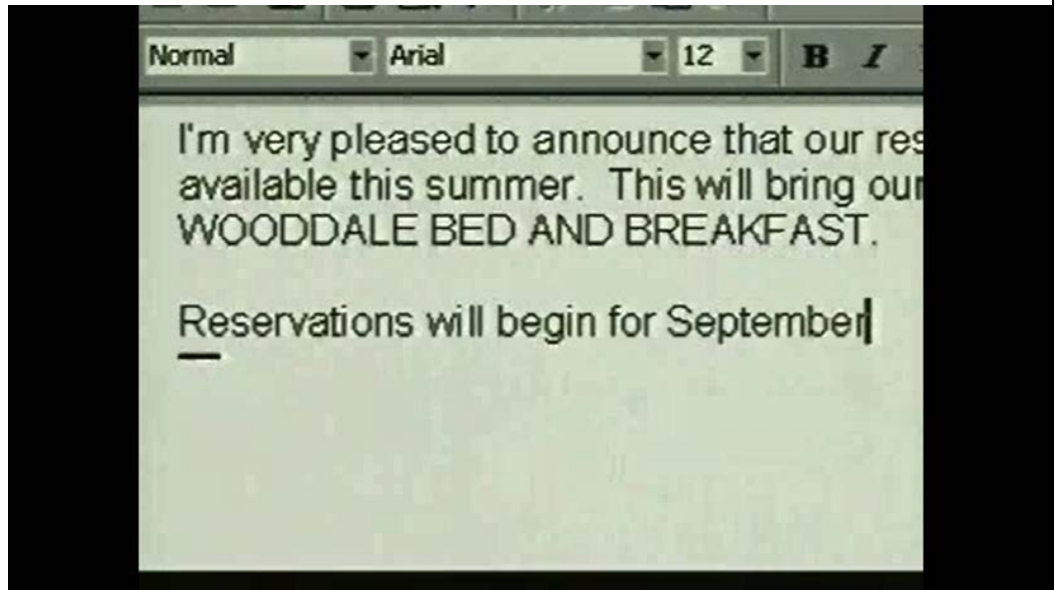 Normal Arial 12 B I
I'm very pleased to announce that our res
available this summer. This will bring our
WOODDALE BED AND BREAKFAST.
Reservations will begin for September